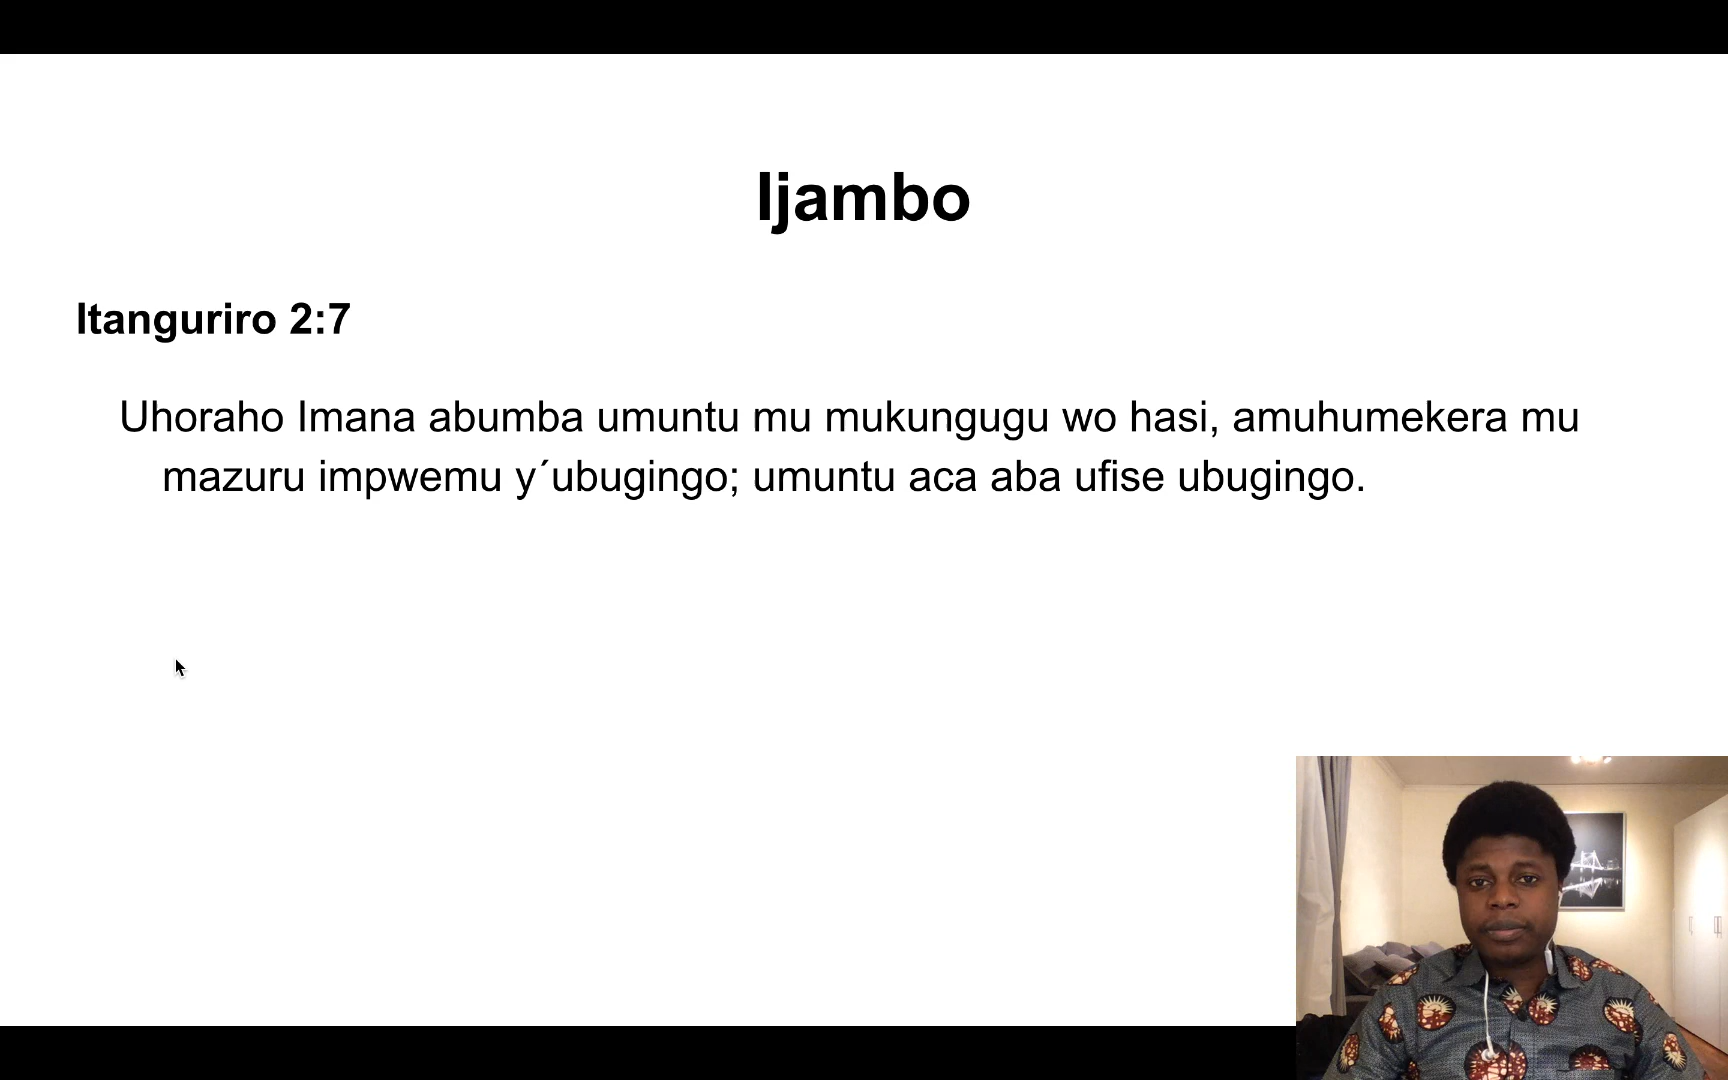 Ijambo
Itanguriro 2:7
Uhoraho Imana abumba umuntu mu mukungugu wo hasi, amuhumekera mu
mazuru impwemu y´ubugingo; umuntu aca aba ufise ubugingo.